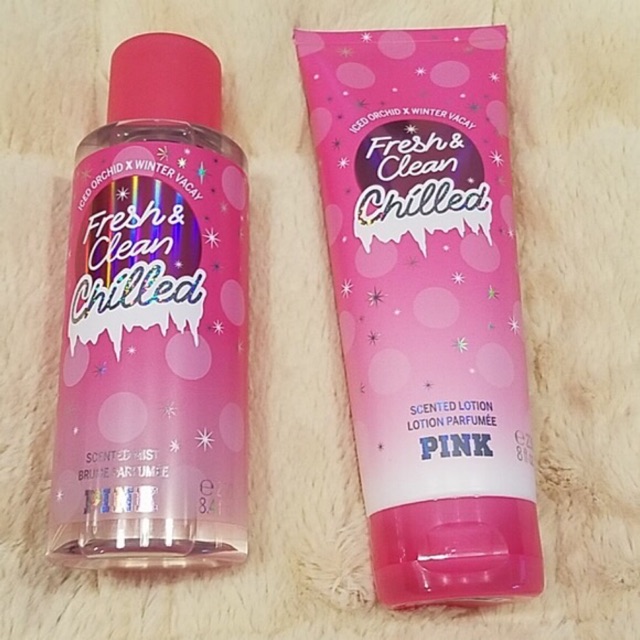 ICED ORCHID X WINTER VACAY
Fresh &
Clean
Chilled
SCENTED MIST
BRUME PARFUMÉE
PINK
ICED ORCHID X WINTER VACAY
Fresh &
Clean
Chilled
SCENTED LOTION
LOTION PARFUMÉE
PINK